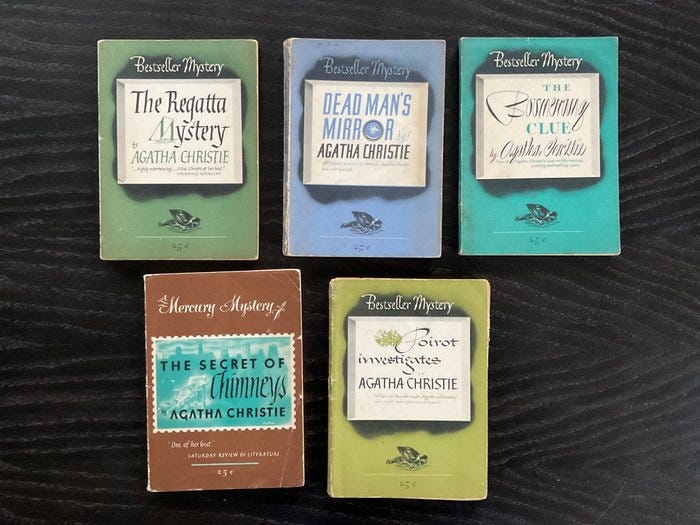 Bestseller Mystery
The Regatta
Mystery
by
AGATHA CHRISTIE
25¢
Bestseller Mystery
DEAD MAN'S
MIRROR
by
AGATHA CHRISTIE
25¢
Bestseller Mystery
THE
Boomerang
CLUE
by Agatha Christie
25¢
A Mercury Mystery
THE SECRET OF
Chimneys
by AGATHA CHRISTIE
"One of her best."
SATURDAY REVIEW OF LITERATURE
25¢
Bestseller Mystery
Poirot
investigates
AGATHA CHRISTIE
25¢